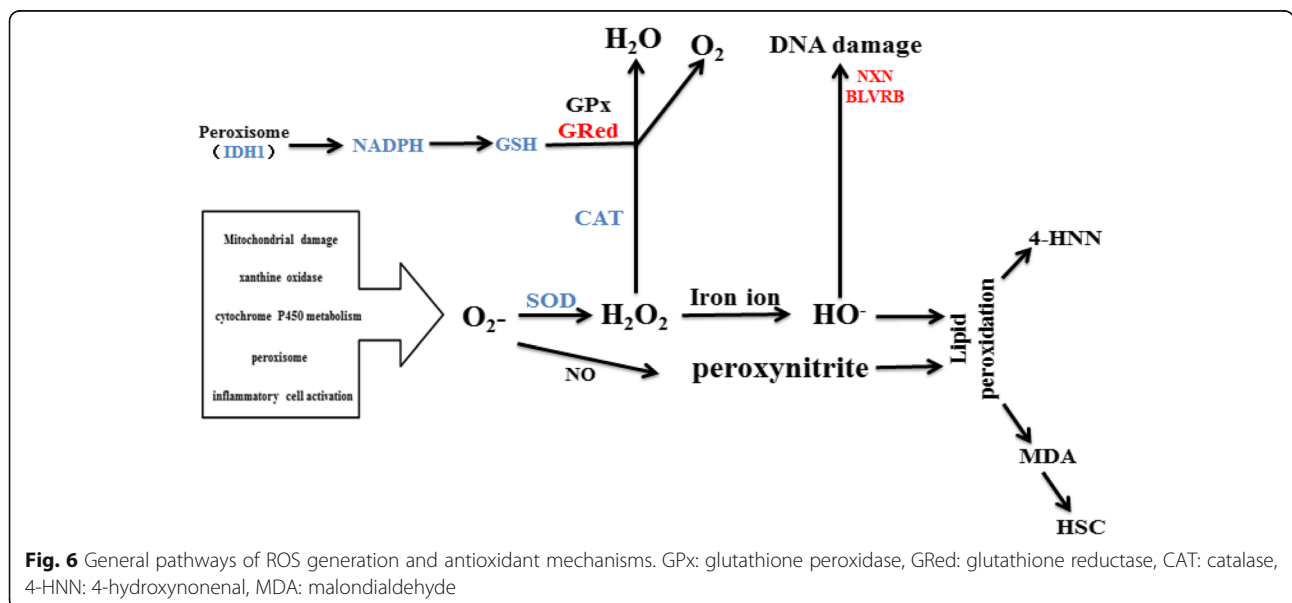 H₂O
O₂
DNA damage
NXN
BLVRB
GPx
GRed
Peroxisome
（IDH1）
NADPH
GSH
CAT
Mitochondrial damage
xanthine oxidase
cytochrome P450 metabolism
peroxisome
inflammatory cell activation
O₂-
SOD
H₂O₂
Iron ion
HO⁻
NO
peroxynitrite
Lipid
peroxidation
4-HNN
MDA
HSC
Fig. 6 General pathways of ROS generation and antioxidant mechanisms. GPx: glutathione peroxidase, GRed: glutathione reductase, CAT: catalase,
4-HNN: 4-hydroxynonenal, MDA: malondialdehyde